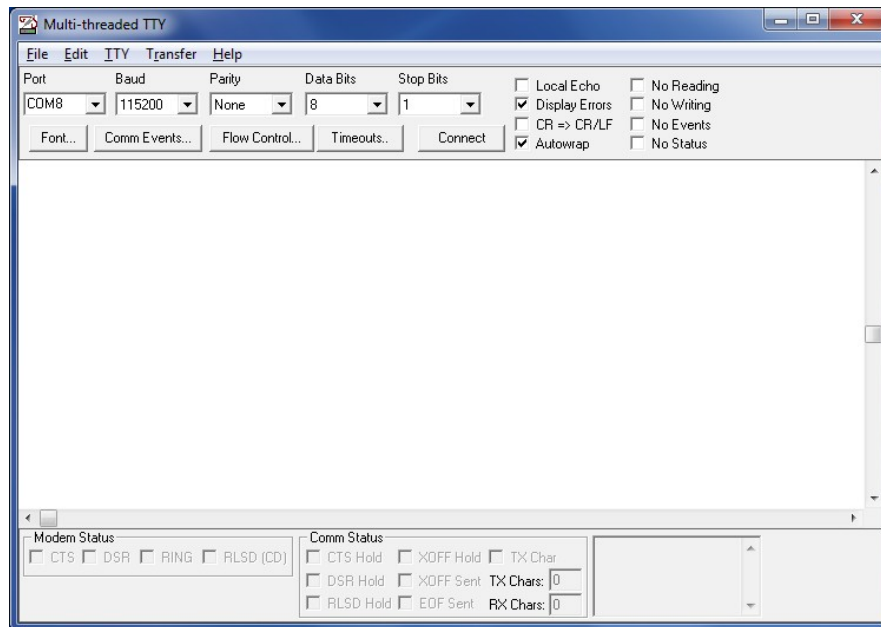 Multi-threaded TTY
File Edit TTY Transfer Help
Port Baud Parity Data Bits Stop Bits
COM8 115200 None 8 1
Font... Comm Events... Flow Control... Timeouts.. Connect
Local Echo No Reading
Display Errors No Writing
CR => CR/LF No Events
Autowrap No Status
Modem Status
CTS DSR RING RLSD (CD)
Comm Status
CTS Hold XOFF Hold TX Char
DSR Hold XOFF Sent TX Chars: 0
RLSD Hold EOF Sent RX Chars: 0